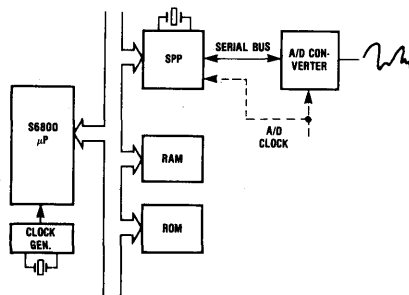 SPP
SERIAL BUS
A/D CON-
VERTER
A/D
CLOCK
S6800
μP
RAM
CLOCK
GEN.
ROM